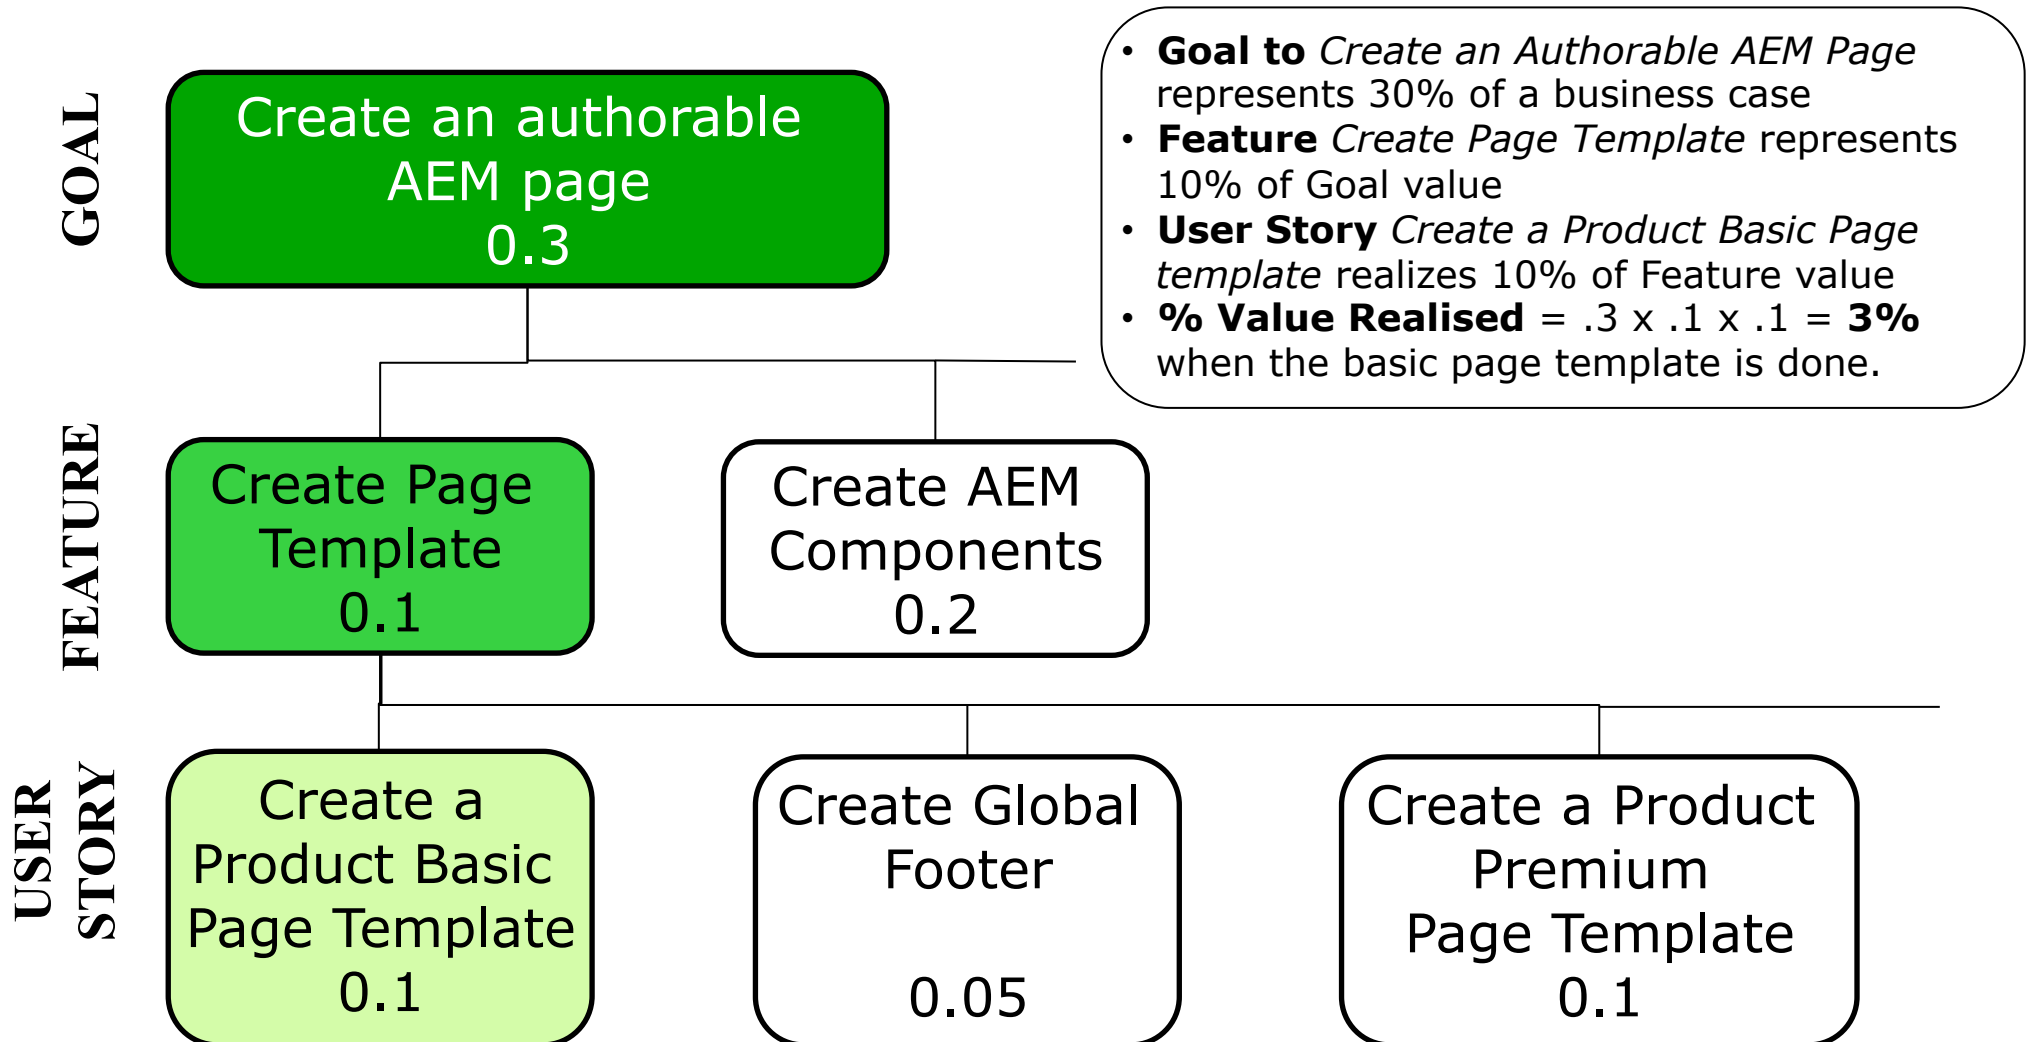 GOAL
Create an authorable
AEM page
0.3
• Goal to Create an Authorable AEM Page
represents 30% of a business case
• Feature Create Page Template represents
10% of Goal value
• User Story Create a Product Basic Page
template realizes 10% of Feature value
• % Value Realised = .3 x .1 x .1 = 3%
when the basic page template is done.
FEATURE
Create Page
Template
0.1
Create AEM
Components
0.2
USER
STORY
Create a
Product Basic
Page Template
0.1
Create Global
Footer
0.05
Create a Product
Premium
Page Template
0.1